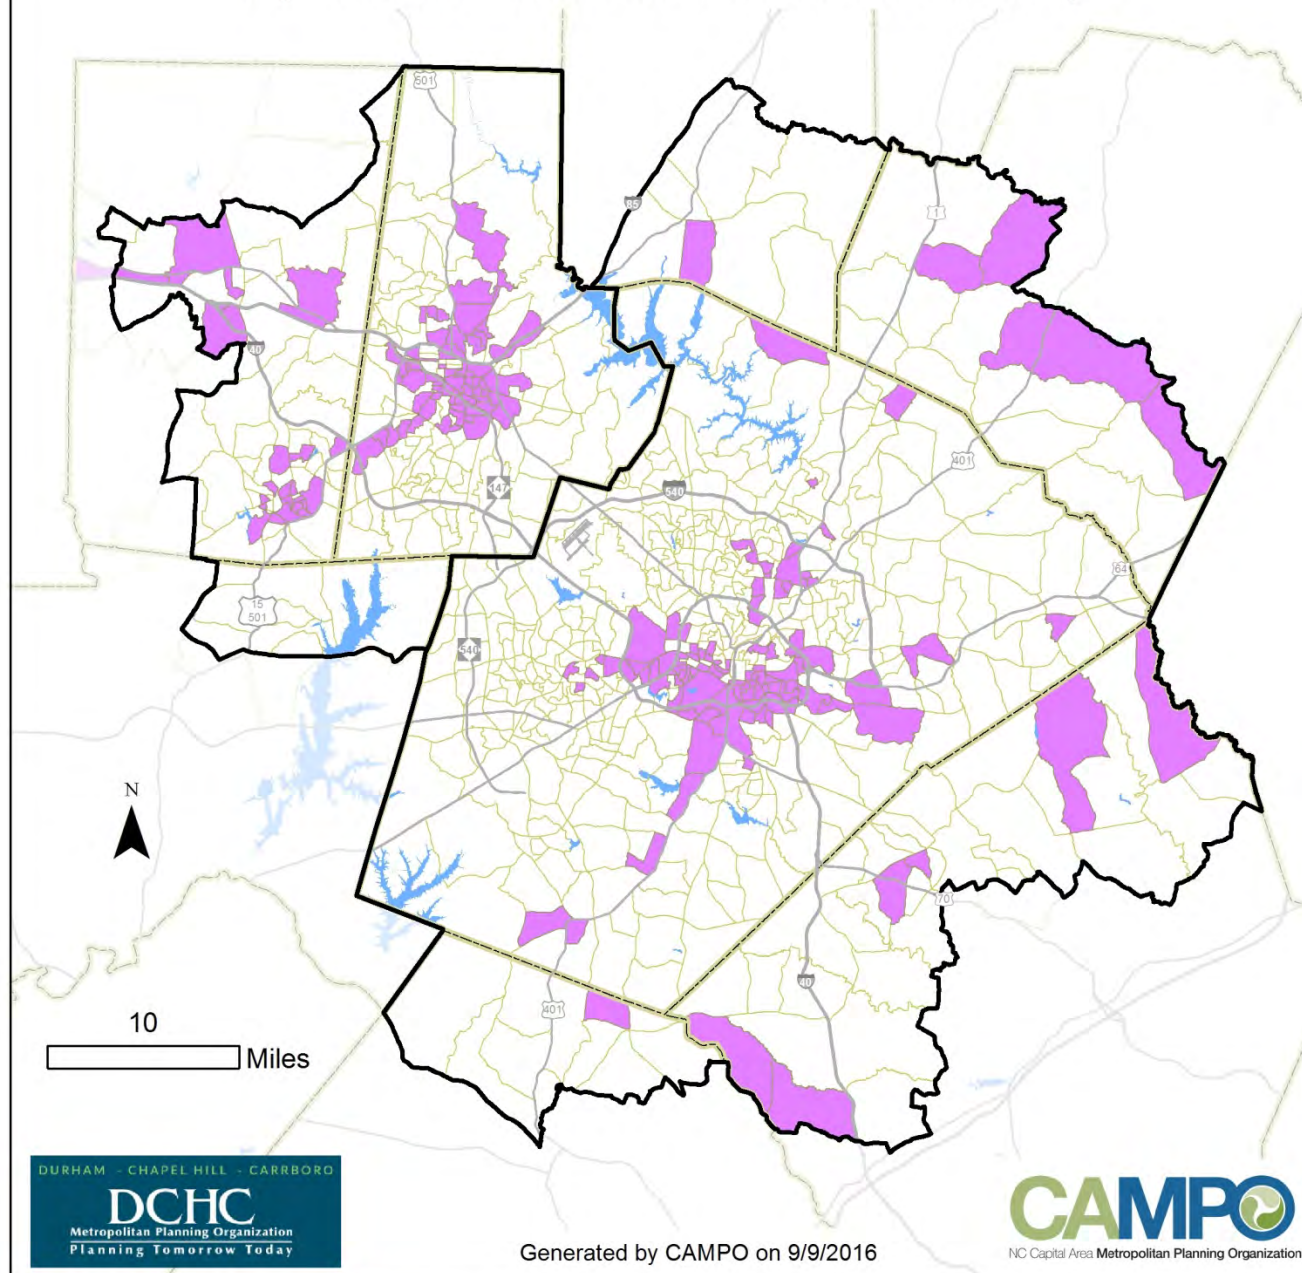 501
85
1
40
401
147
540
64
15
501
540
N
70
40
10
Miles
401
DURHAM - CHAPEL HILL - CARRBORO
DCHC
Metropolitan Planning Organization
Planning Tomorrow Today
Generated by CAMPO on 9/9/2016
CAMPO
NC Capital Area Metropolitan Planning Organization